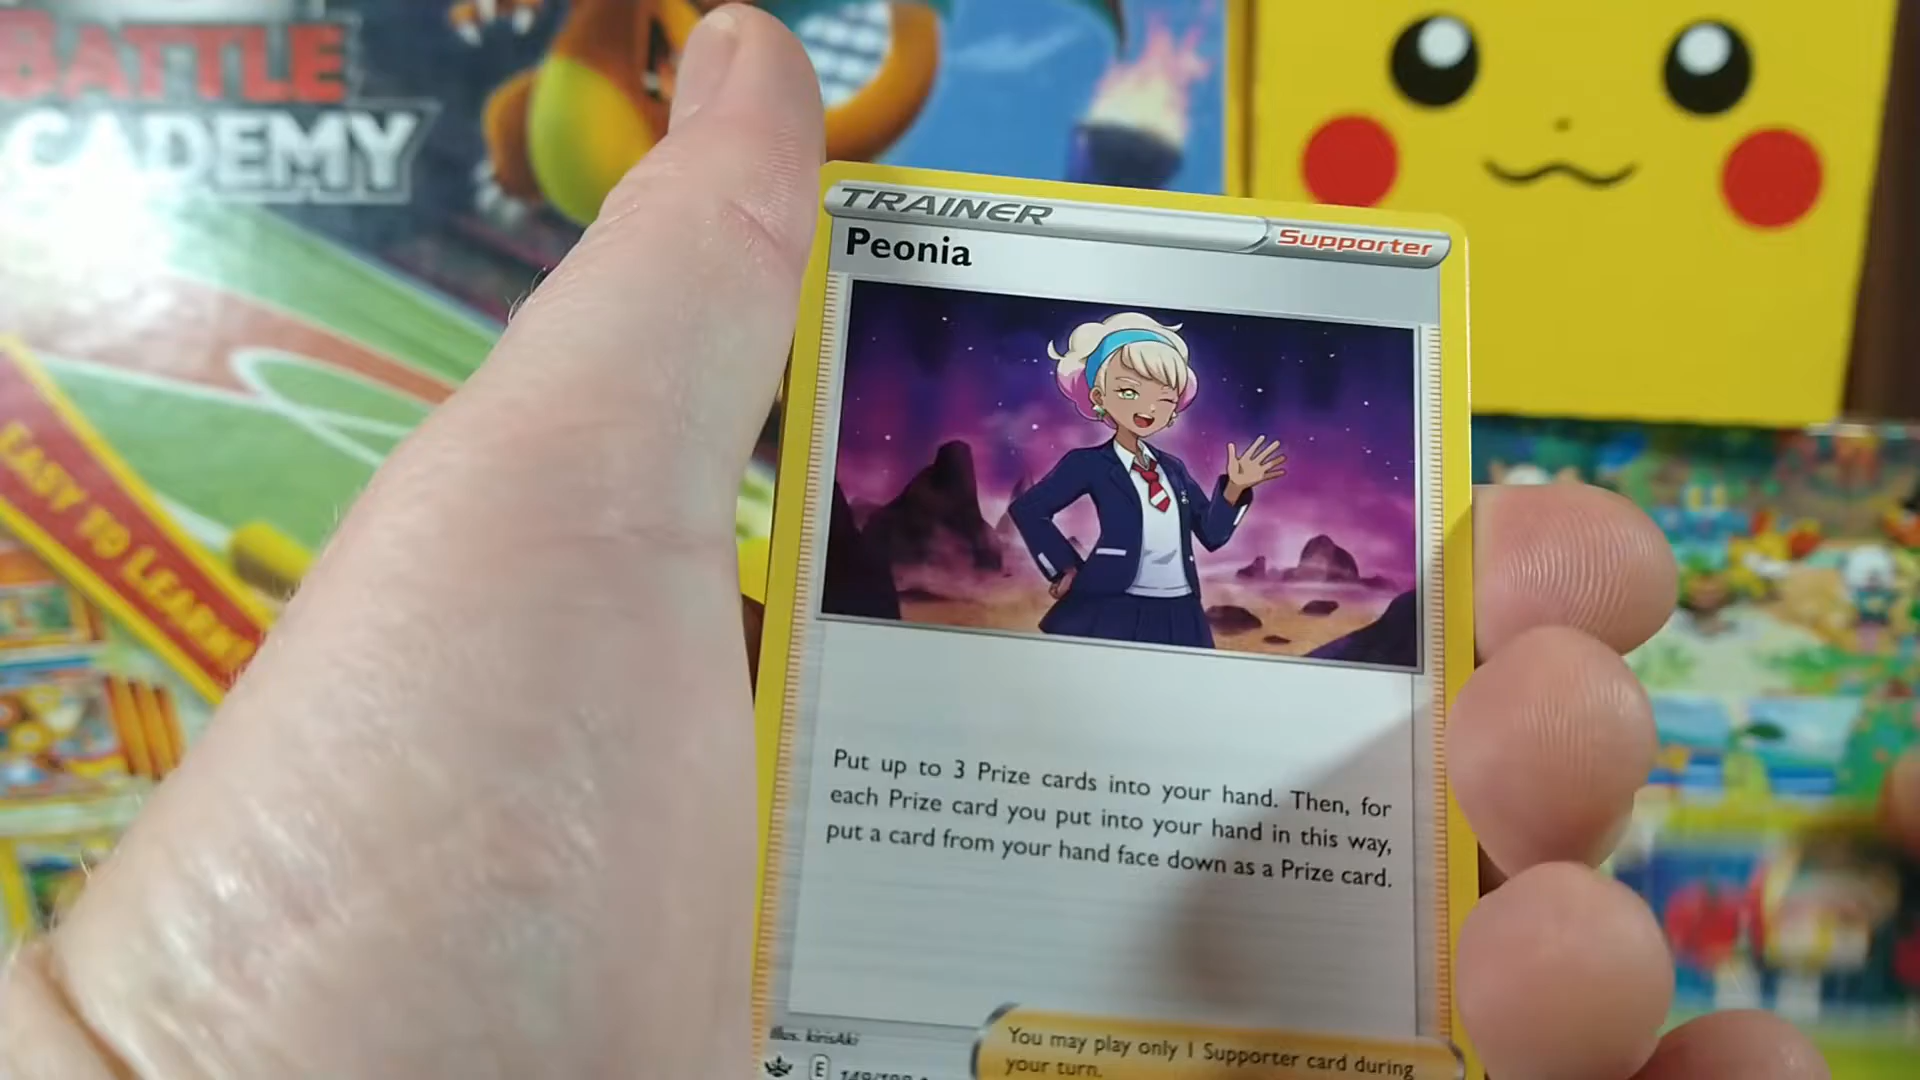 BATTLE
ACADEMY
EASY TO LEARN!
TRAINER
Supporter
Peonia
Put up to 3 Prize cards into your hand. Then, for
each Prize card you put into your hand in this way,
put a card from your hand face down as a Prize card.
Illus. kirisAki
You may play only 1 Supporter card during
your turn.
E